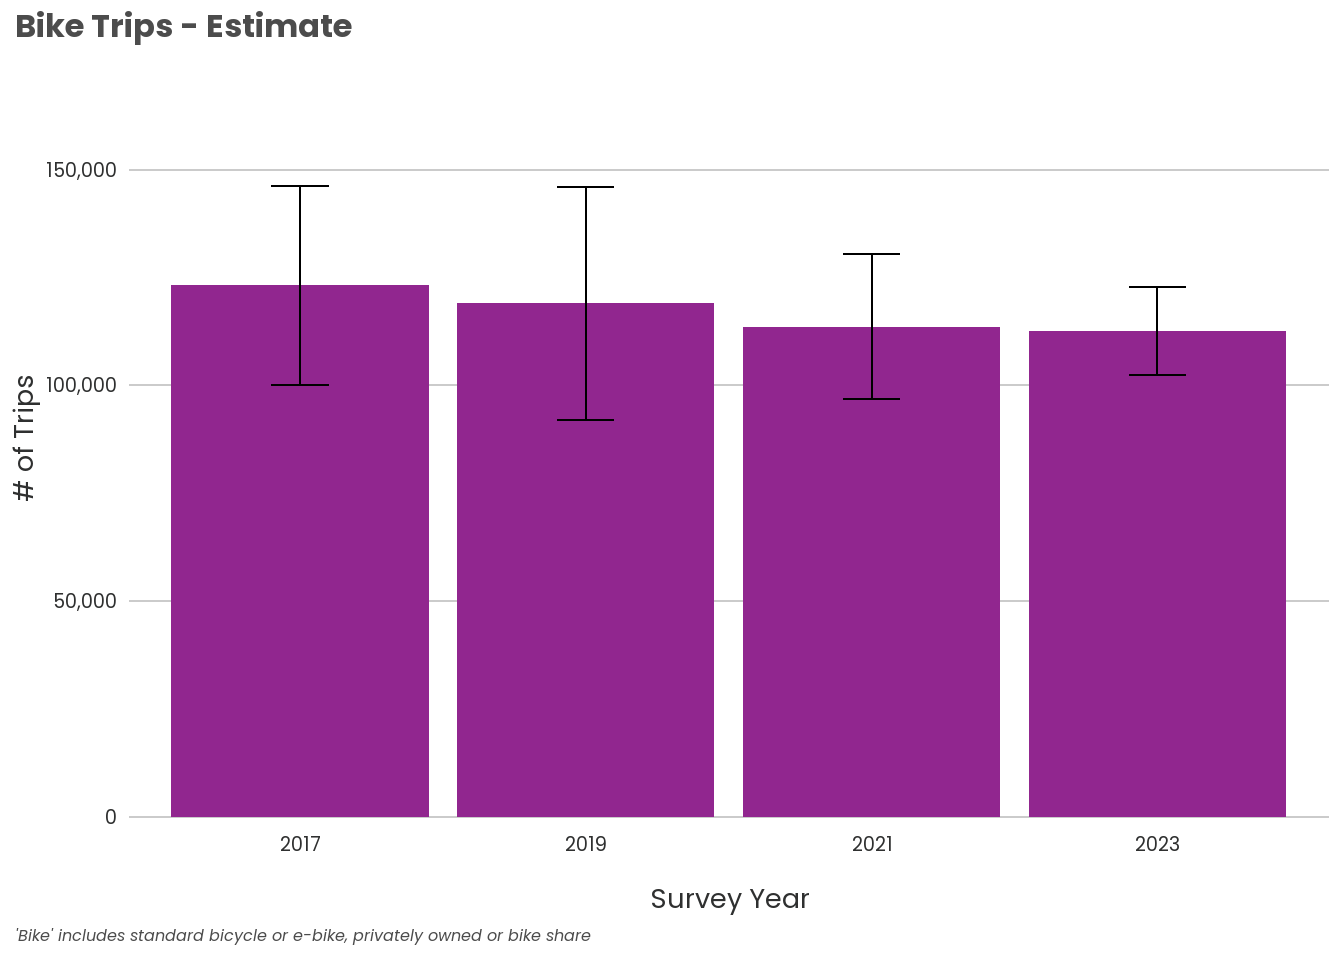 Bike Trips - Estimate
150,000
100,000
50,000
0
# of Trips
2017
2019
2021
2023
Survey Year
'Bike' includes standard bicycle or e-bike, privately owned or bike share